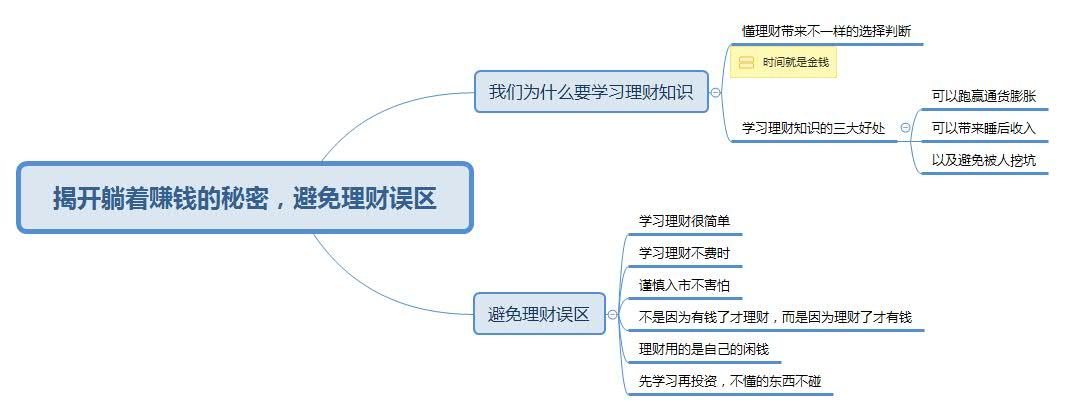 揭开躺着赚钱的秘密，避免理财误区
我们为什么要学习理财知识
懂理财带来不一样的选择判断
时间就是金钱
学习理财知识的三大好处
可以跑赢通货膨胀
可以带来睡后收入
以及避免被人挖坑
避免理财误区
学习理财很简单
学习理财不费时
谨慎入市不害怕
不是因为有钱了才理财，而是因为理财了才有钱
理财用的是自己的闲钱
先学习再投资，不懂的东西不碰